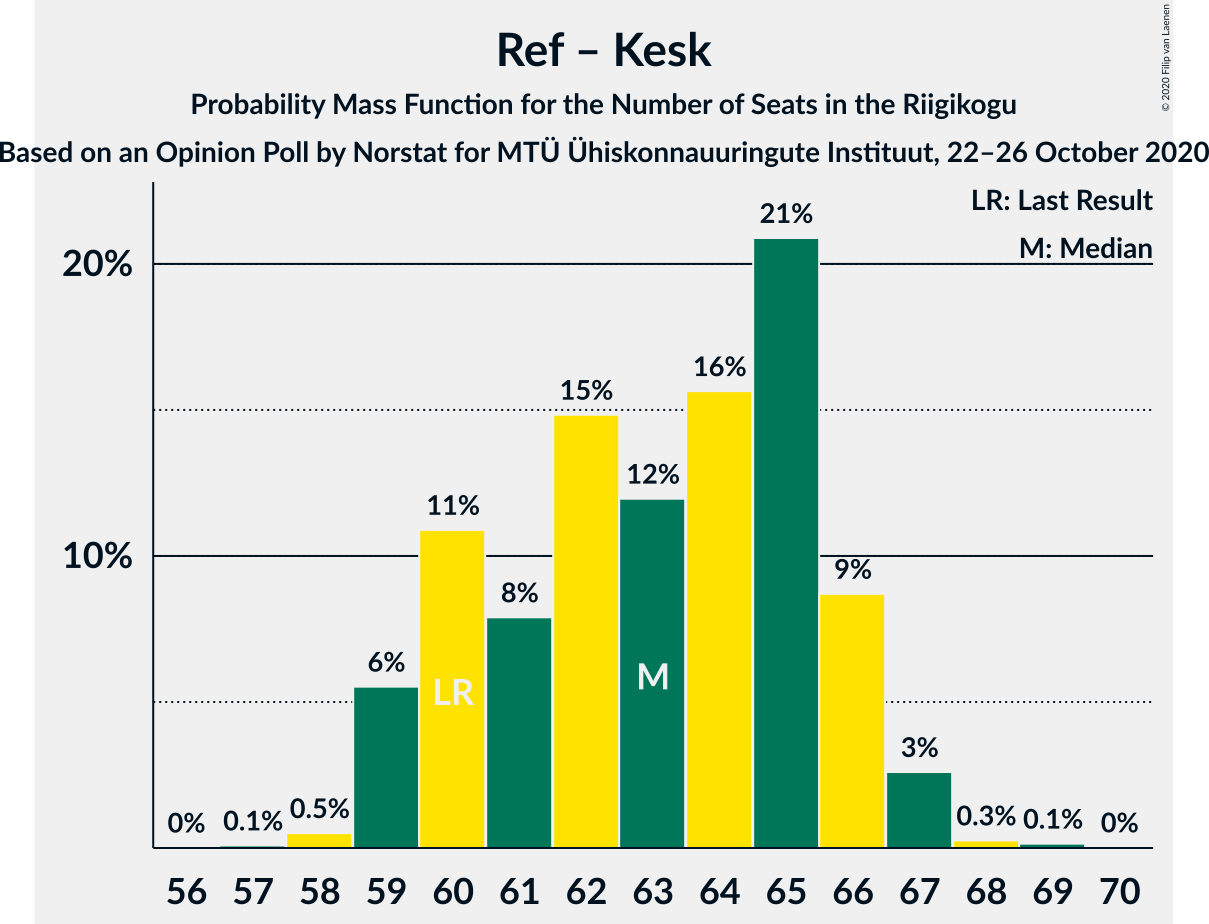 Ref – Kesk
Probability Mass Function for the Number of Seats in the Riigikogu
Based on an Opinion Poll by Norstat for MTÜ Ühiskonnauuringute Instituut, 22–26 October 2020
© 2020 Filip van Laenen
LR: Last Result
M: Median
20%
10%
0%
0.1%
0.5%
6%
11%
8%
15%
12%
16%
21%
9%
3%
0.3%
0.1%
0%
LR
M
56 57 58 59 60 61 62 63 64 65 66 67 68 69 70